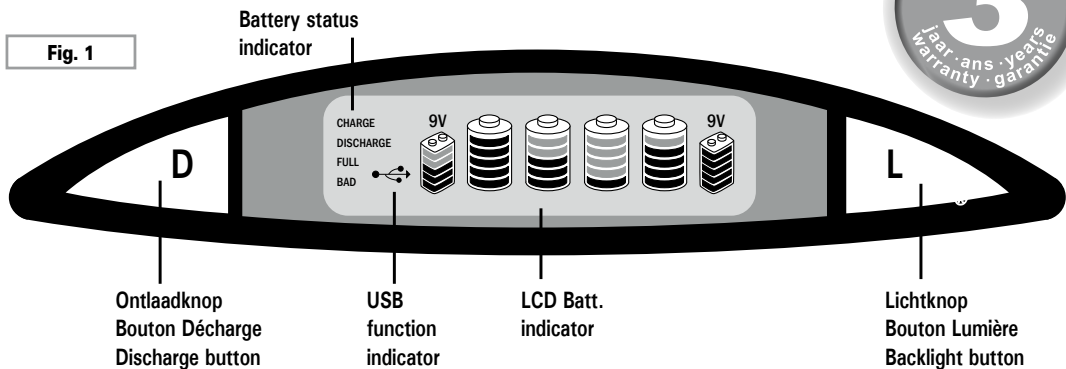 Fig. 1
Battery status
indicator
3
jaar · ans · years
warranty · garantie
D
CHARGE
DISCHARGE
FULL
BAD
9V
9V
L
®
Ontlaadknop
Bouton Décharge
Discharge button
USB
function
indicator
LCD Batt.
indicator
Lichtknop
Bouton Lumière
Backlight button